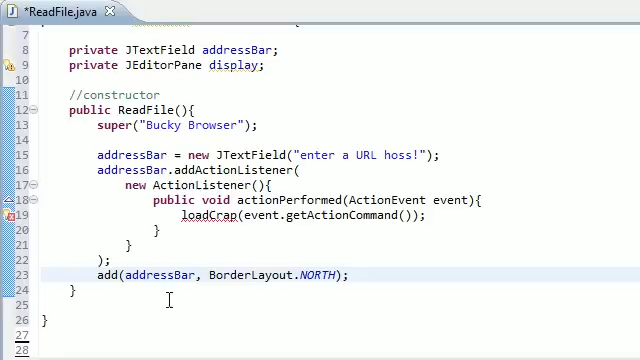 *ReadFile.java
7
8 private JTextField addressBar;
9 private JEditorPane display;
10
11 //constructor
12 public ReadFile(){
13 super("Bucky Browser");
14
15 addressBar = new JTextField("enter a URL hoss!");
16 addressBar.addActionListener(
17 new ActionListener(){
18 public void actionPerformed(ActionEvent event){
19 loadCrap(event.getActionCommand());
20 }
21 }
22 );
23 add(addressBar, BorderLayout.NORTH);
24 }
25
26 }
27
28